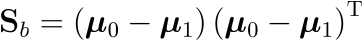 𝐒_b = (𝝁_0 − 𝝁_1) (𝝁_0 − 𝝁_1)^T